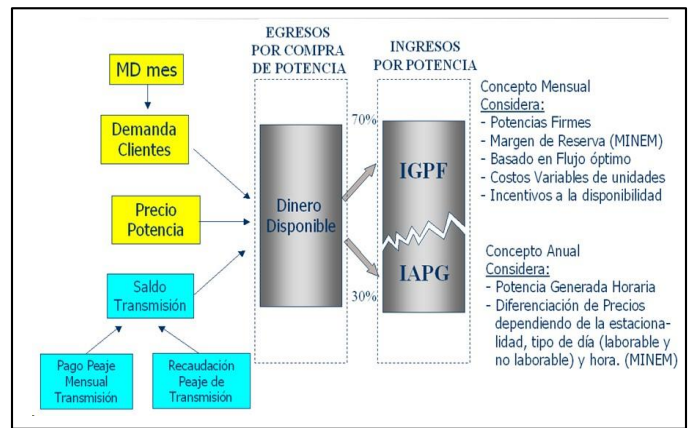 EGRESOS
POR COMPRA
DE POTENCIA
INGRESOS
POR POTENCIA
MD mes
Demanda
Clientes
Precio
Potencia
Saldo
Transmisión
Pago Peaje
Mensual
Transmisión
Recaudación
Peaje de
Transmisión
Dinero
Disponible
70%
30%
IGPF
IAPG
Concepto Mensual
Considera:
- Potencias Firmes
- Margen de Reserva (MINEM)
- Basado en Flujo óptimo
- Costos Variables de unidades
- Incentivos a la disponibilidad
Concepto Anual
Considera:
- Potencia Generada Horaria
- Diferenciación de Precios
dependiendo de la estaciona-
lidad, tipo de día (laborable y
no laborable) y hora. (MINEM)